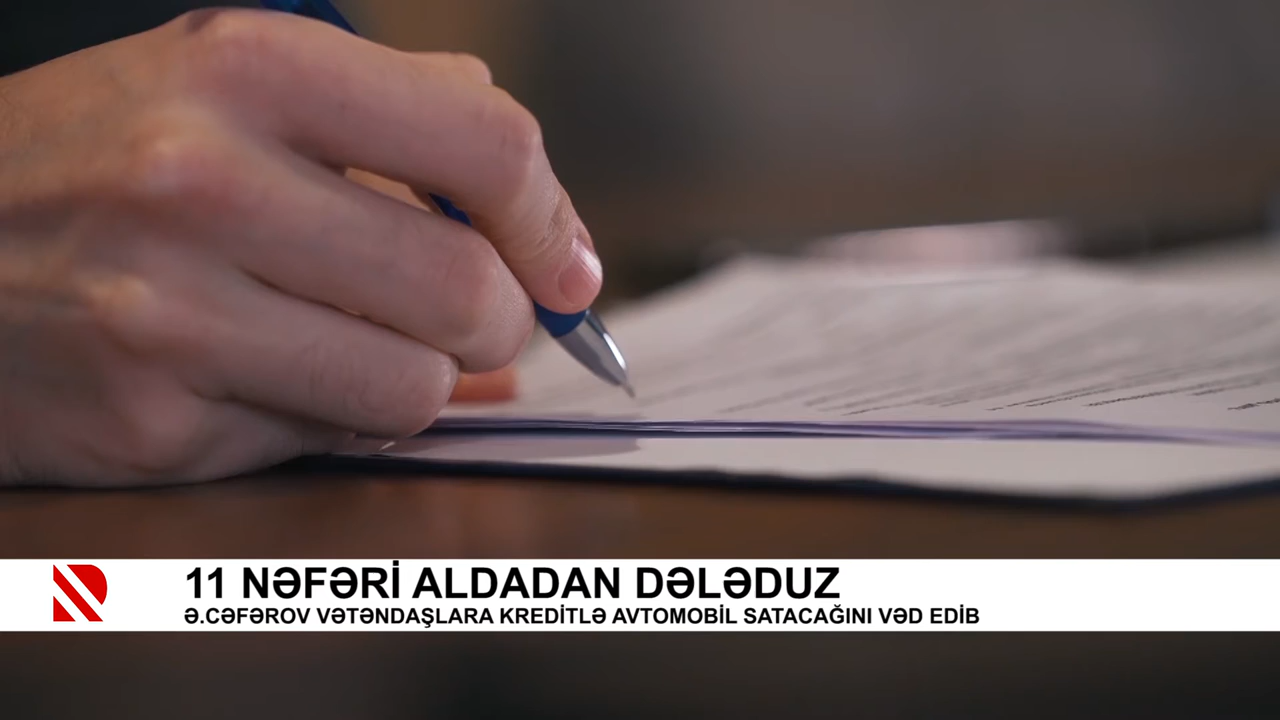 11 NƏFƏRİ ALDADAN DƏLƏDUZ
Ə.CƏFƏROV VƏTƏNDAŞLARA KREDİTLƏ AVTOMOBİL SATACAĞINI VƏD EDİB